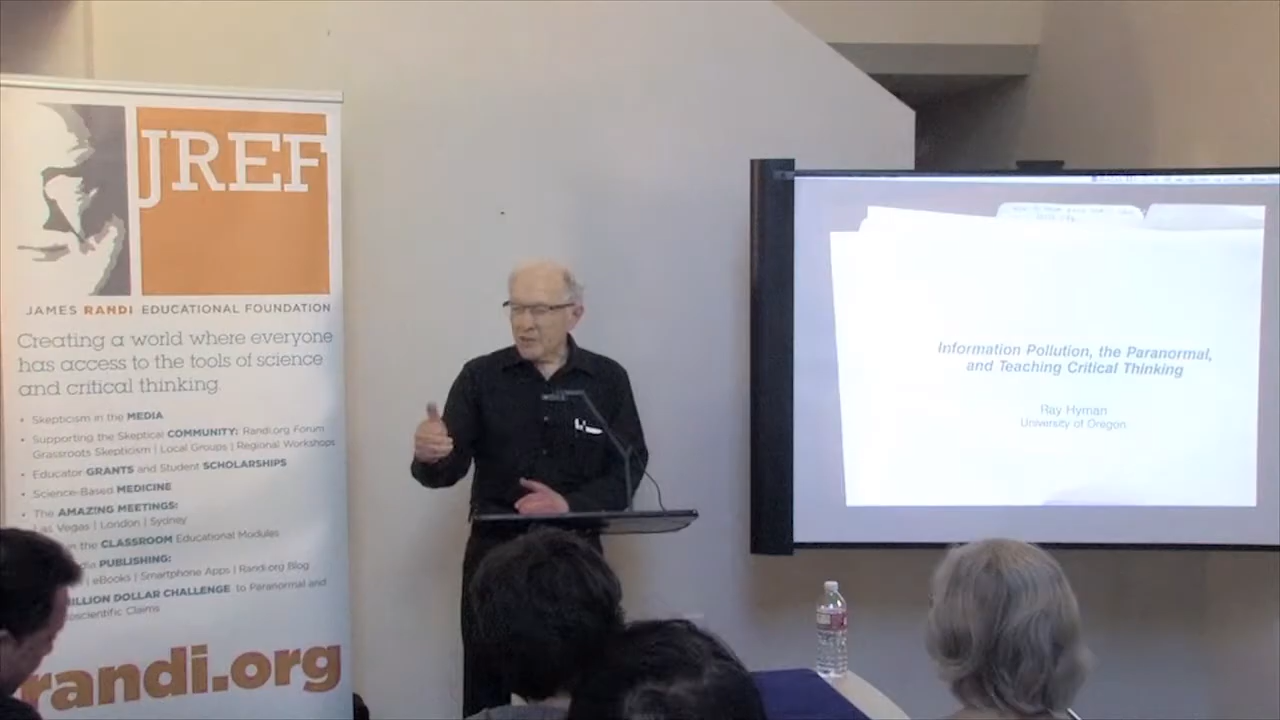 JREF
JAMES RANDI EDUCATIONAL FOUNDATION
Creating a world where everyone
has access to the tools of science
and critical thinking
• Skepticism in the MEDIA
• Supporting the Skeptical COMMUNITY: Randi.org Forum
Grassroots Skepticism | Local Groups | Regional Workshops
• Educator GRANTS and Student SCHOLARSHIPS
• Science-Based MEDICINE
• The AMAZ!NG MEETINGS:
Las Vegas | London | Sydney
in the CLASSROOM Educational Modules
PUBLISHING:
| eBooks | Smartphone Apps | Randi.org Blog
DOLLAR CHALLENGE to Paranormal and
Claims
randi.org
Information Pollution, the Paranormal,
and Teaching Critical Thinking
Ray Hyman
University of Oregon